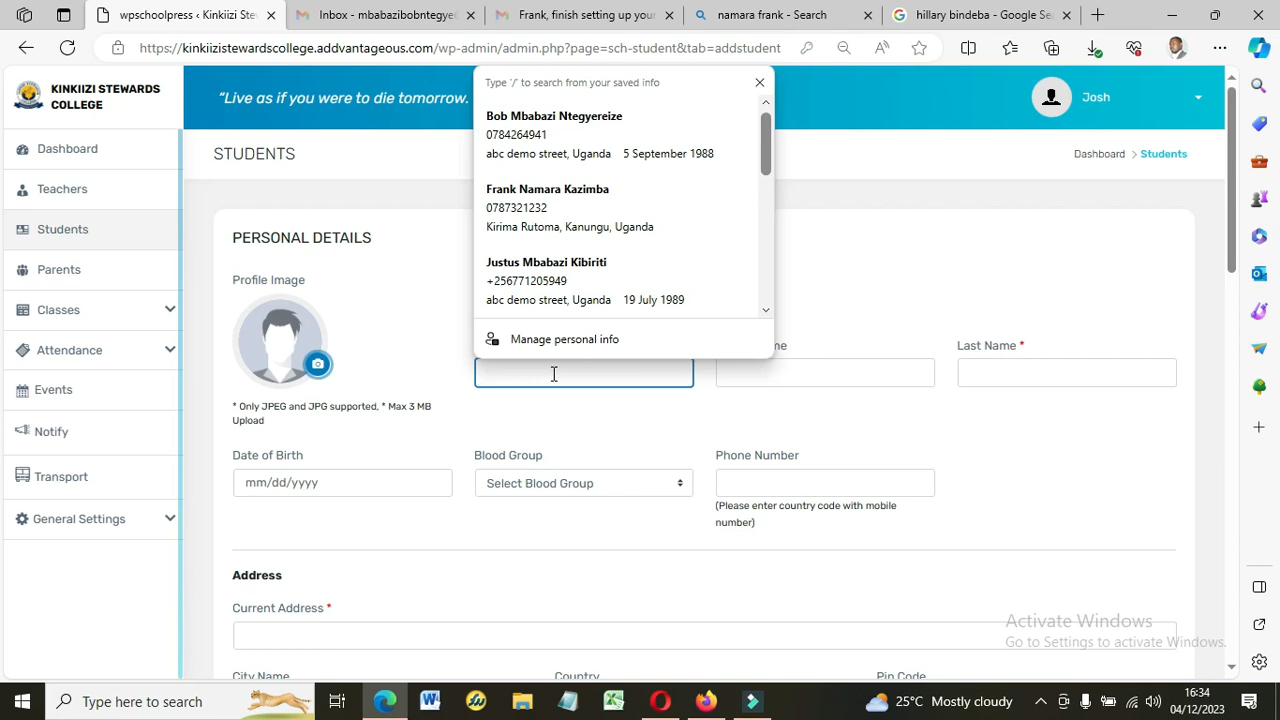 wpschoolpress ‹ Kinkiizi Stew
Inbox - mbabazibobntegyer
Frank, finish setting up your
namara frank - Search
hillary bindeba - Google Se
https://kinkiizistewardscollege.addvantageous.com/wp-admin/admin.php?page=sch-student&tab=addstudent
KINKIIZI STEWARDS
COLLEGE
“Live as if you were to die tomorrow.
Josh
Dashboard
Teachers
Students
Parents
Classes
Attendance
Events
Notify
Transport
General Settings
STUDENTS
Dashboard > Students
Type '/' to search from your saved info
Bob Mbabazi Ntegyereize
0784264941
abc demo street, Uganda 5 September 1988
Frank Namara Kazimba
0787321232
Kirima Rutoma, Kanungu, Uganda
Justus Mbabazi Kibiriti
+256771205949
abc demo street, Uganda 19 July 1989
Manage personal info
PERSONAL DETAILS
Profile Image
me
Last Name *
* Only JPEG and JPG supported, * Max 3 MB
Upload
Date of Birth
Blood Group
Phone Number
mm/dd/yyyy
Select Blood Group
(Please enter country code with mobile
number)
Address
Current Address *
City Name
Country
Pin Code
Activate Windows
Go to Settings to activate Windows.
Type here to search
25°C Mostly cloudy
16:34
04/12/2023